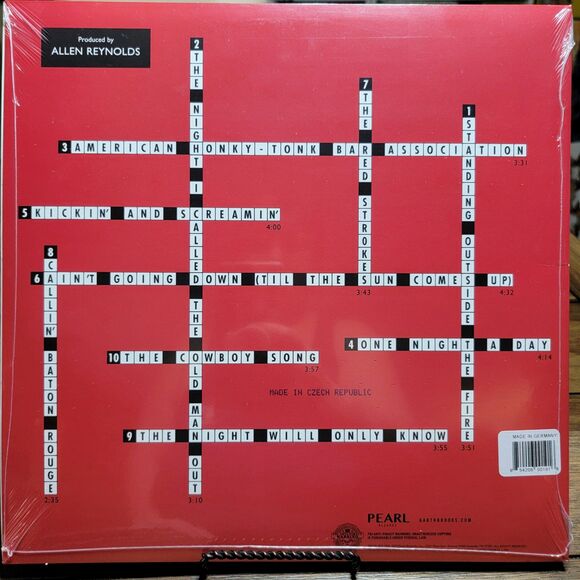 Produced by
ALLEN REYNOLDS
2 THE NIGHT I CALLED THE OLD MAN OUT
3:10
7 THE RED STROKES
3:43
1 STANDING OUTSIDE THE FIRE
3:51
3 AMERICAN HONKY-TONK BAR ASSOCIATION
3:31
5 KICKIN' AND SCREAMIN'
4:00
8 CALLIN' BATON ROUGE
2:35
6 AIN'T GOING DOWN (TIL THE SUN COMES UP)
4:32
4 ONE NIGHT A DAY
4:14
10 THE COWBOY SONG
3:57
MADE IN CZECH REPUBLIC
9 THE NIGHT WILL ONLY KNOW
3:55
MADE IN GERMANY
PEARL
RECORDS
GARTHBROOKS.COM